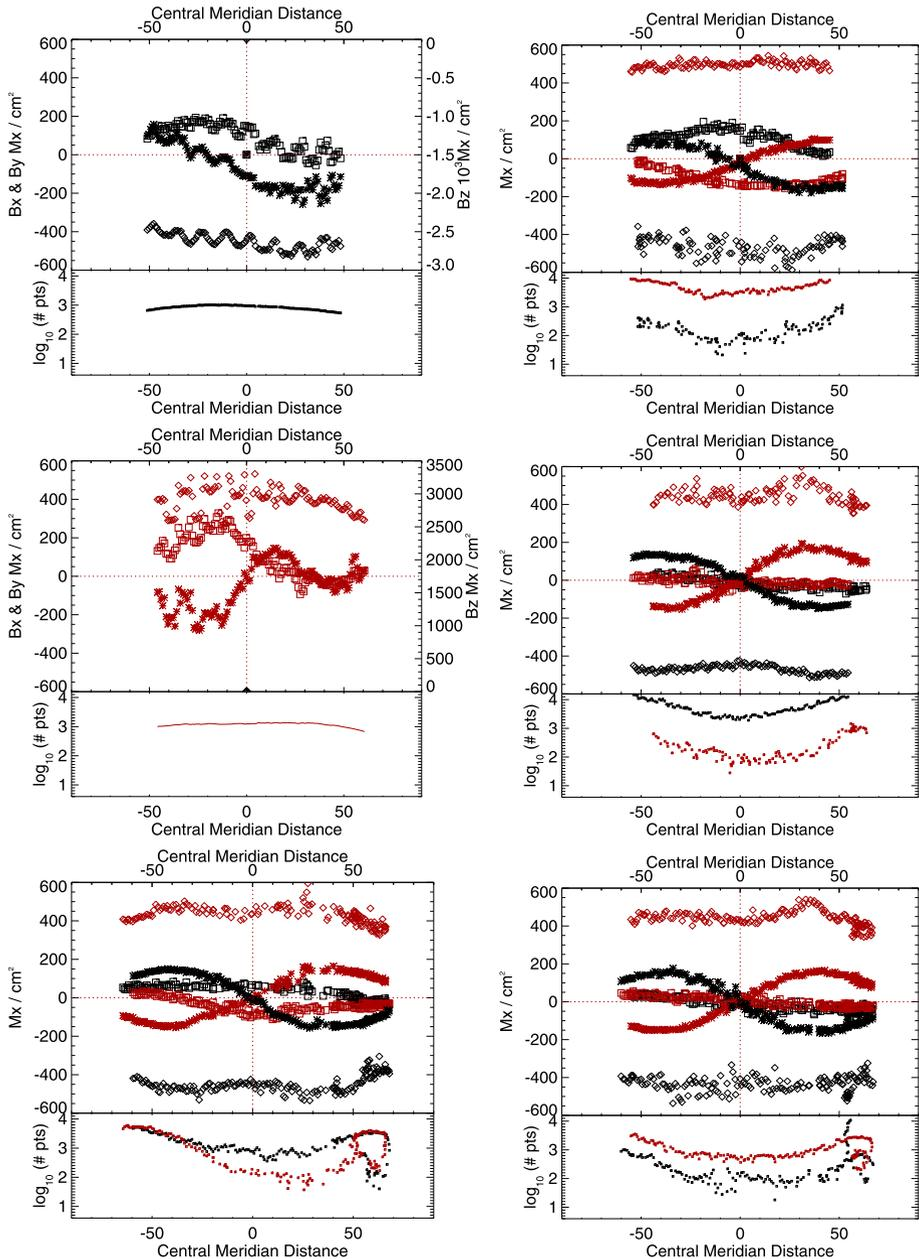 Central Meridian Distance
-50 0 50
600
400
200
0
-200
-400
-600
Bx & By Mx / cm²
0
-0.5
-1.0
-1.5
-2.0
-2.5
-3.0
Bz 10³Mx / cm²
4
3
2
1
log₁₀ (# pts)
-50 0 50
Central Meridian Distance
Central Meridian Distance
-50 0 50
600
400
200
0
-200
-400
-600
Mx / cm²
4
3
2
1
log₁₀ (# pts)
-50 0 50
Central Meridian Distance
Central Meridian Distance
-50 0 50
600
400
200
0
-200
-400
-600
Bx & By Mx / cm²
3500
3000
2500
2000
1500
1000
500
0
Bz Mx / cm²
4
3
2
1
log₁₀ (# pts)
-50 0 50
Central Meridian Distance
Central Meridian Distance
-50 0 50
600
400
200
0
-200
-400
-600
Mx / cm²
4
3
2
1
log₁₀ (# pts)
-50 0 50
Central Meridian Distance
Central Meridian Distance
-50 0 50
600
400
200
0
-200
-400
-600
Mx / cm²
4
3
2
1
log₁₀ (# pts)
-50 0 50
Central Meridian Distance
Central Meridian Distance
-50 0 50
600
400
200
0
-200
-400
-600
Mx / cm²
4
3
2
1
log₁₀ (# pts)
-50 0 50
Central Meridian Distance